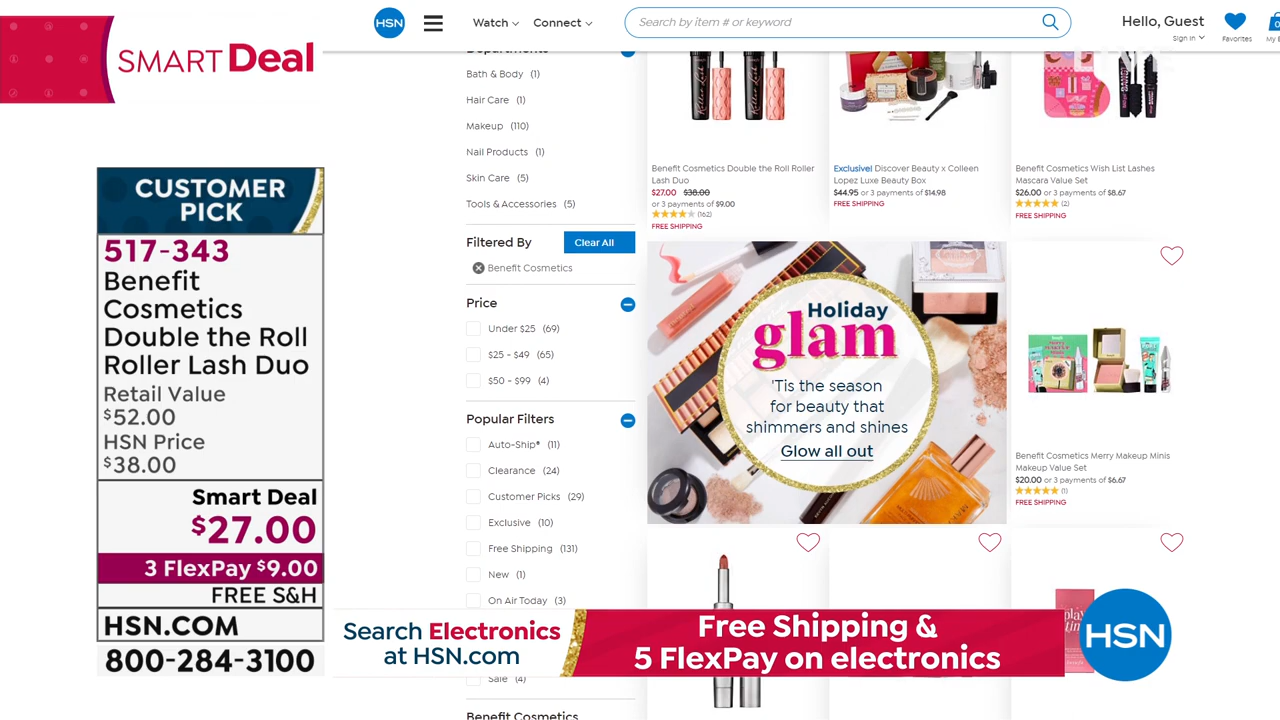 SMART Deal
CUSTOMER
PICK
517-343
Benefit
Cosmetics
Double the Roll
Roller Lash Duo
Retail Value
$52.00
HSN Price
$38.00
Smart Deal
$27.00
3 FlexPay $9.00
FREE S&H
HSN.COM
800-284-3100
HSN
Watch
Connect
Search by item # or keyword
Hello, Guest
Sign In
Favorites
0
Departments
Bath & Body (1)
Hair Care (1)
Makeup (110)
Nail Products (1)
Skin Care (5)
Tools & Accessories (5)
Filtered By
Clear All
Benefit Cosmetics
Price
Under $25 (69)
$25 - $49 (65)
$50 - $99 (4)
Popular Filters
Auto-Ship® (11)
Clearance (24)
Customer Picks (29)
Exclusive (10)
Free Shipping (131)
New (1)
On Air Today (3)
Sale (4)
Benefit Cosmetics
Benefit Cosmetics Double the Roll Roller
Lash Duo
$27.00 $38.00
or 3 payments of $9.00
(162)
FREE SHIPPING
Exclusive! Discover Beauty x Colleen
Lopez Luxe Beauty Box
$44.95 or 3 payments of $14.98
FREE SHIPPING
Benefit Cosmetics Wish List Lashes
Mascara Value Set
$26.00 or 3 payments of $8.67
(2)
FREE SHIPPING
Holiday
glam
'Tis the season
for beauty that
shimmers and shines
Glow all out
Benefit Cosmetics Merry Makeup Minis
Makeup Value Set
$20.00 or 3 payments of $6.67
(1)
FREE SHIPPING
Search Electronics
at HSN.com
Free Shipping &
5 FlexPay on electronics
HSN